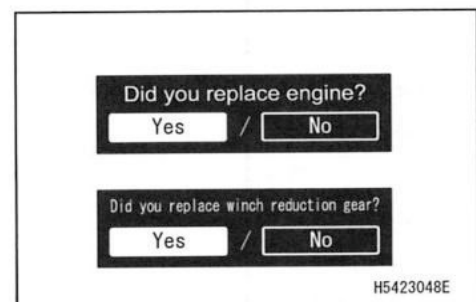 Did you replace engine?
Yes / No
Did you replace winch reduction gear?
Yes / No
H5423048E